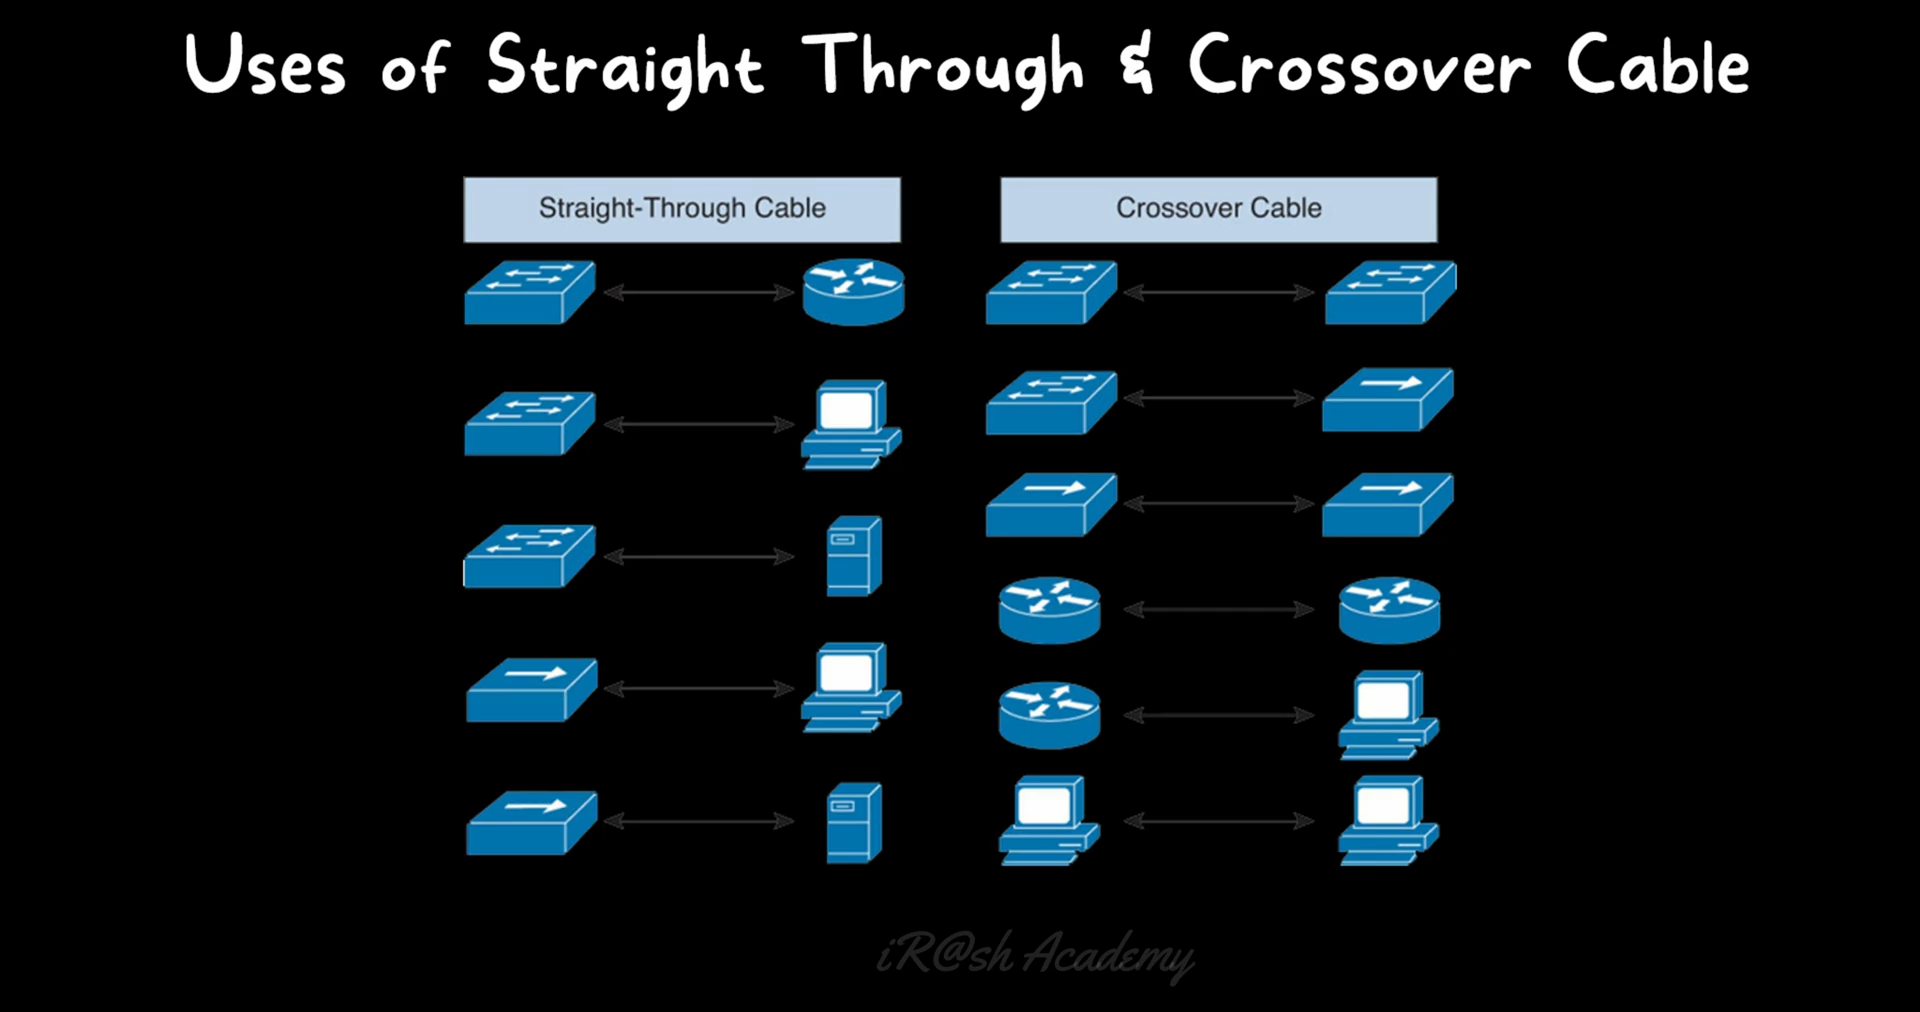 Uses of Straight Through & Crossover Cable
Straight-Through Cable
Crossover Cable
iR@sh Academy